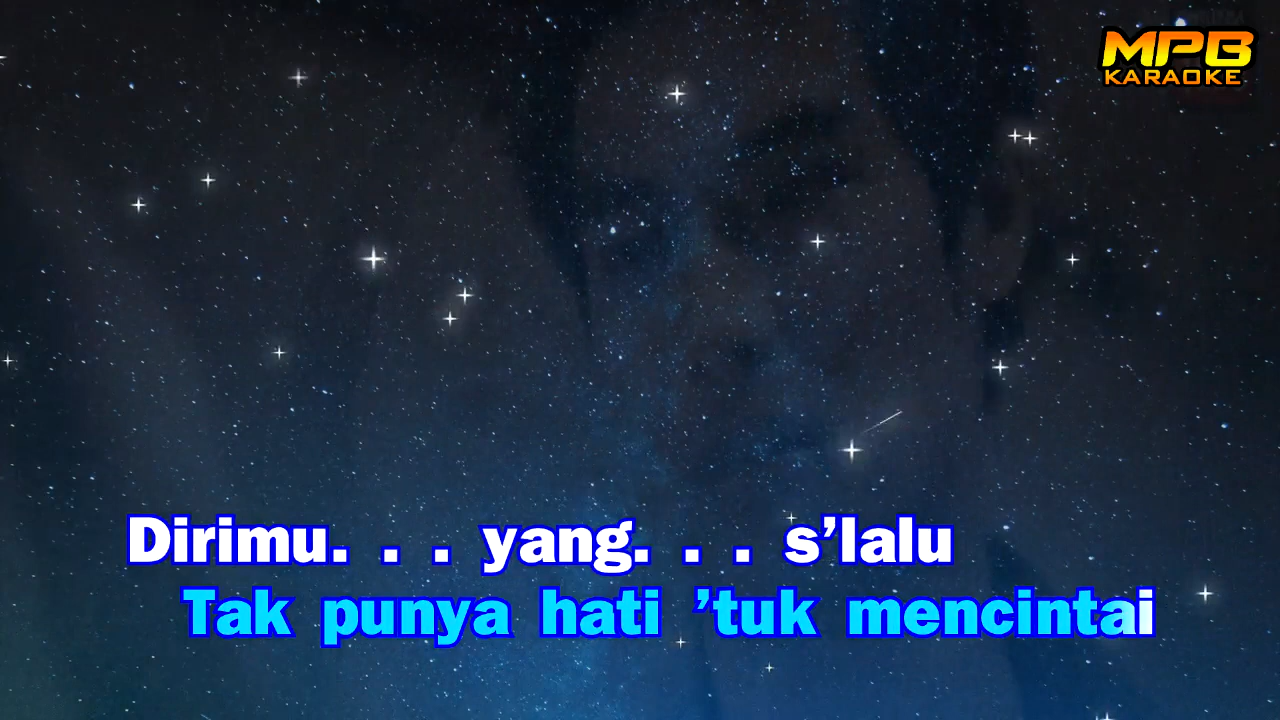 MPB
KARAOKE
Dirimu. . . yang. . . s’lalu
Tak punya hati ’tuk mencintai